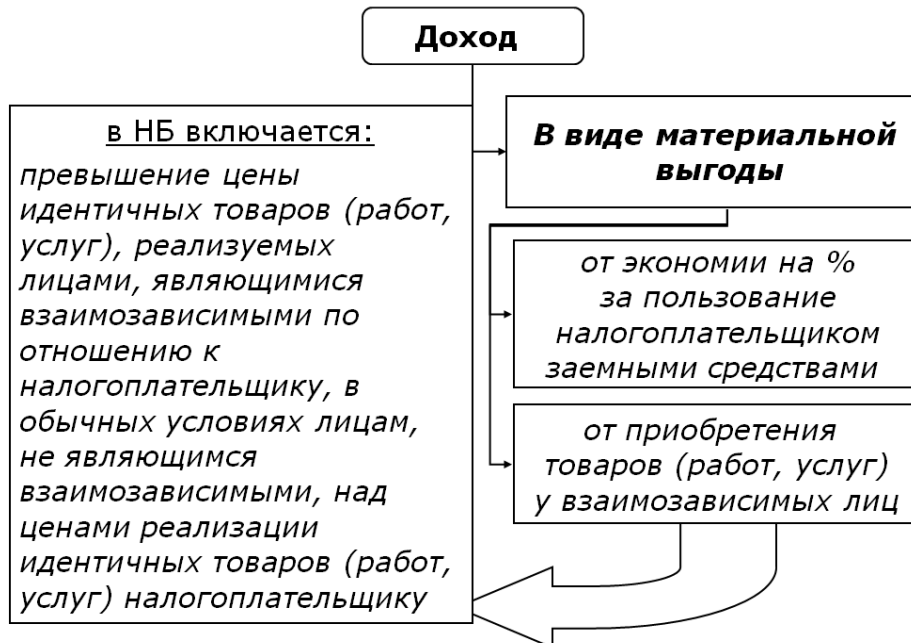 Доход
в НБ включается:
превышение цены
идентичных товаров (работ,
услуг), реализуемых
лицами, являющимися
взаимозависимыми по
отношению к
налогоплательщику, в
обычных условиях лицам,
не являющимся
взаимозависимыми, над
ценами реализации
идентичных товаров (работ,
услуг) налогоплательщику
В виде материальной
выгоды
от экономии на %
за пользование
налогоплательщиком
заемными средствами
от приобретения
товаров (работ, услуг)
у взаимозависимых лиц